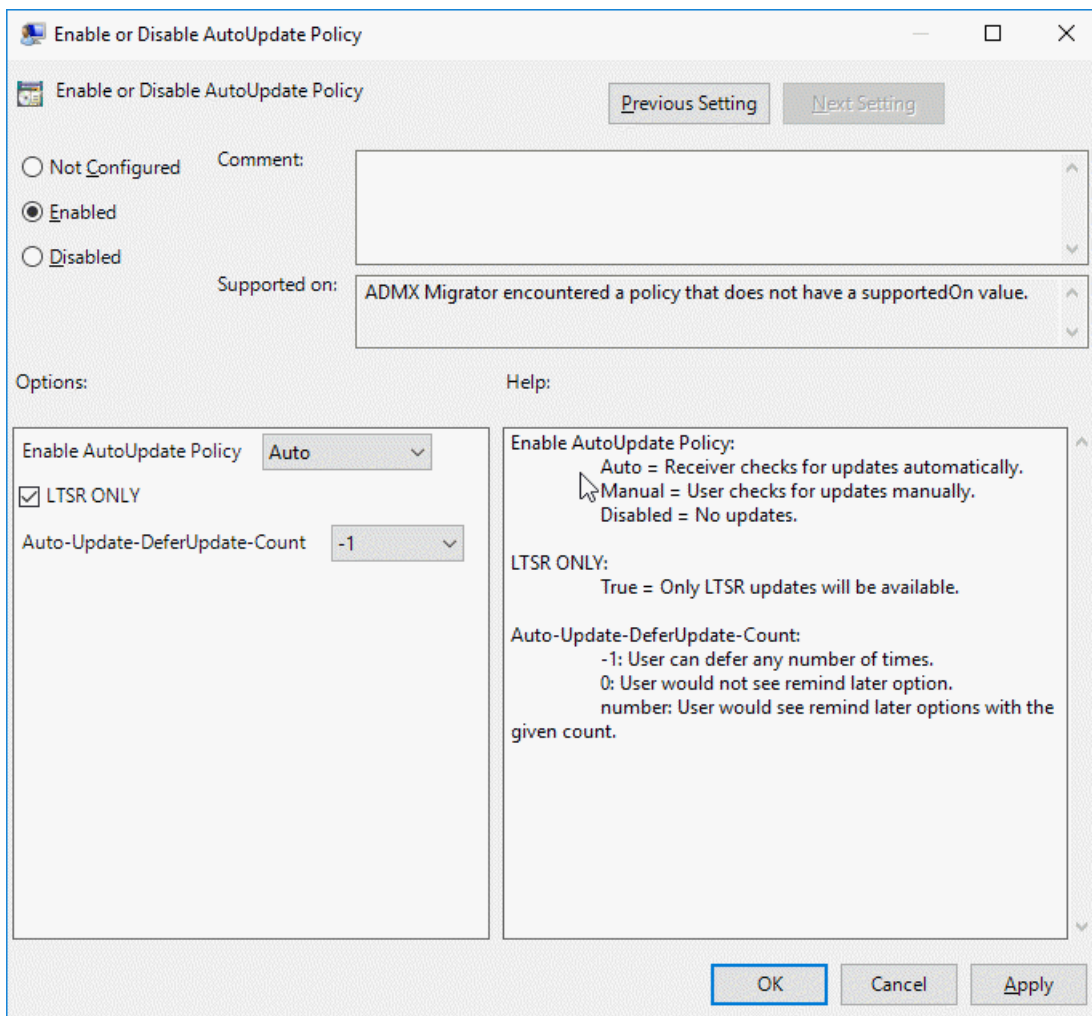 Enable or Disable AutoUpdate Policy
Enable or Disable AutoUpdate Policy
Previous Setting
Next Setting
Not Configured
Comment:
Enabled
Disabled
Supported on:
ADMX Migrator encountered a policy that does not have a supportedOn value.
Options:
Help:
Enable AutoUpdate Policy
Auto
LTSR ONLY
Auto-Update-DeferUpdate-Count
-1
Enable AutoUpdate Policy:
Auto = Receiver checks for updates automatically.
Manual = User checks for updates manually.
Disabled = No updates.
LTSR ONLY:
True = Only LTSR updates will be available.
Auto-Update-DeferUpdate-Count:
-1: User can defer any number of times.
0: User would not see remind later option.
number: User would see remind later options with the
given count.
OK
Cancel
Apply